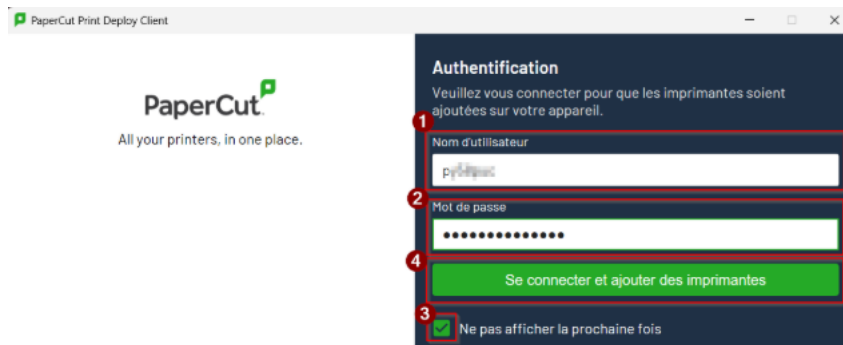 PaperCut Print Deploy Client
PaperCut
All your printers, in one place.
Authentification
Veuillez vous connecter pour que les imprimantes soient
ajoutées sur votre appareil.
1
Nom d'utilisateur
2
Mot de passe
4
Se connecter et ajouter des imprimantes
3
Ne pas afficher la prochaine fois